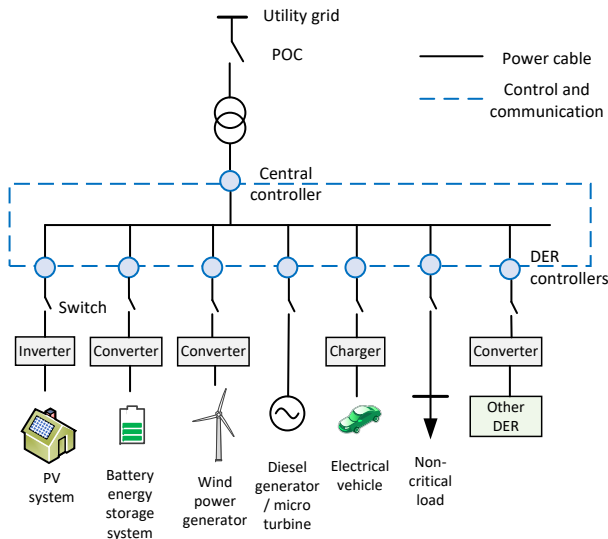 Utility grid
POC
Power cable
Control and
communication
Central
controller
DER
controllers
Switch
Inverter
Converter
Converter
Charger
Converter
Other
DER
PV
system
Battery
energy
storage
system
Wind
power
generator
Diesel
generator
/ micro
turbine
Electrical
vehicle
Non-
critical
load